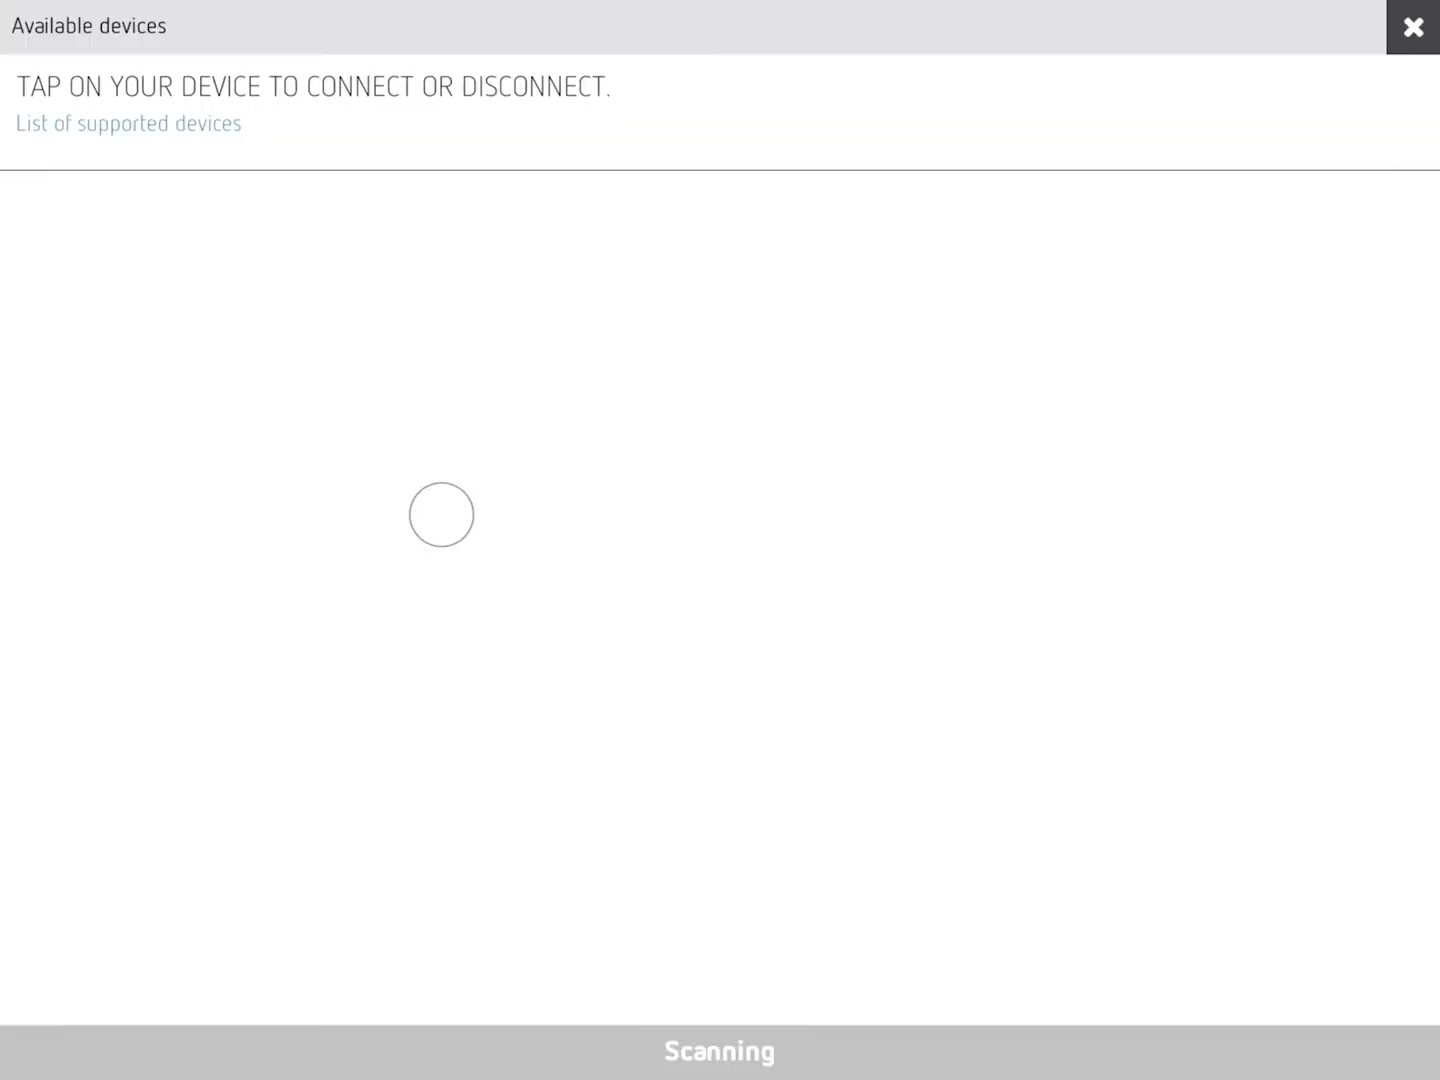 Available devices
TAP ON YOUR DEVICE TO CONNECT OR DISCONNECT.
List of supported devices
Scanning